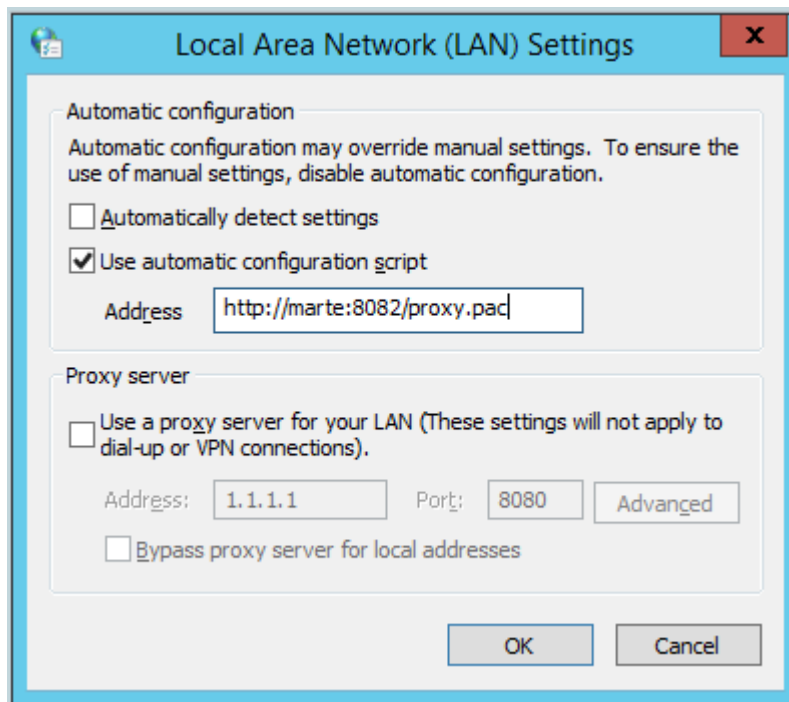 Local Area Network (LAN) Settings
x
Automatic configuration
Automatic configuration may override manual settings. To ensure the
use of manual settings, disable automatic configuration.
Automatically detect settings
Use automatic configuration script
Address http://marte:8082/proxy.pac
Proxy server
Use a proxy server for your LAN (These settings will not apply to
dial-up or VPN connections).
Address: 1.1.1.1 Port: 8080 Advanced
Bypass proxy server for local addresses
OK Cancel